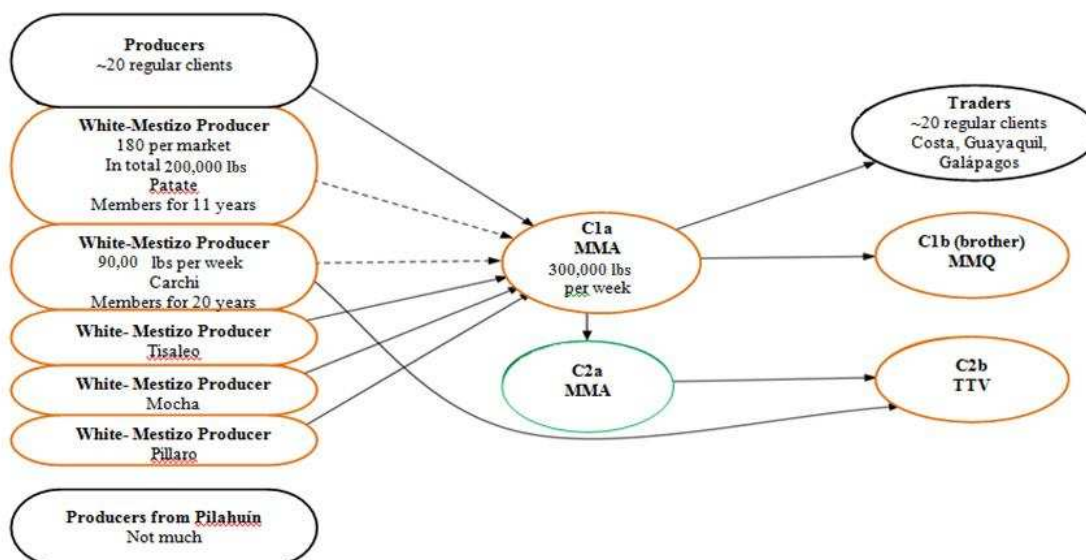 Producers
~20 regular clients
White-Mestizo Producer
180 per market
In total 200,000 lbs
Patate
Members for 11 years
White-Mestizo Producer
90,00 lbs per week
Carchi
Members for 20 years
White- Mestizo Producer
Tisaleo
White- Mestizo Producer
Mocha
White- Mestizo Producer
Pillaro
Producers from Pilahuín
Not much
C1a
MMA
300,000 lbs
per week
C2a
MMA
Traders
~20 regular clients
Costa, Guayaquil,
Galápagos
C1b (brother)
MMQ
C2b
TTV